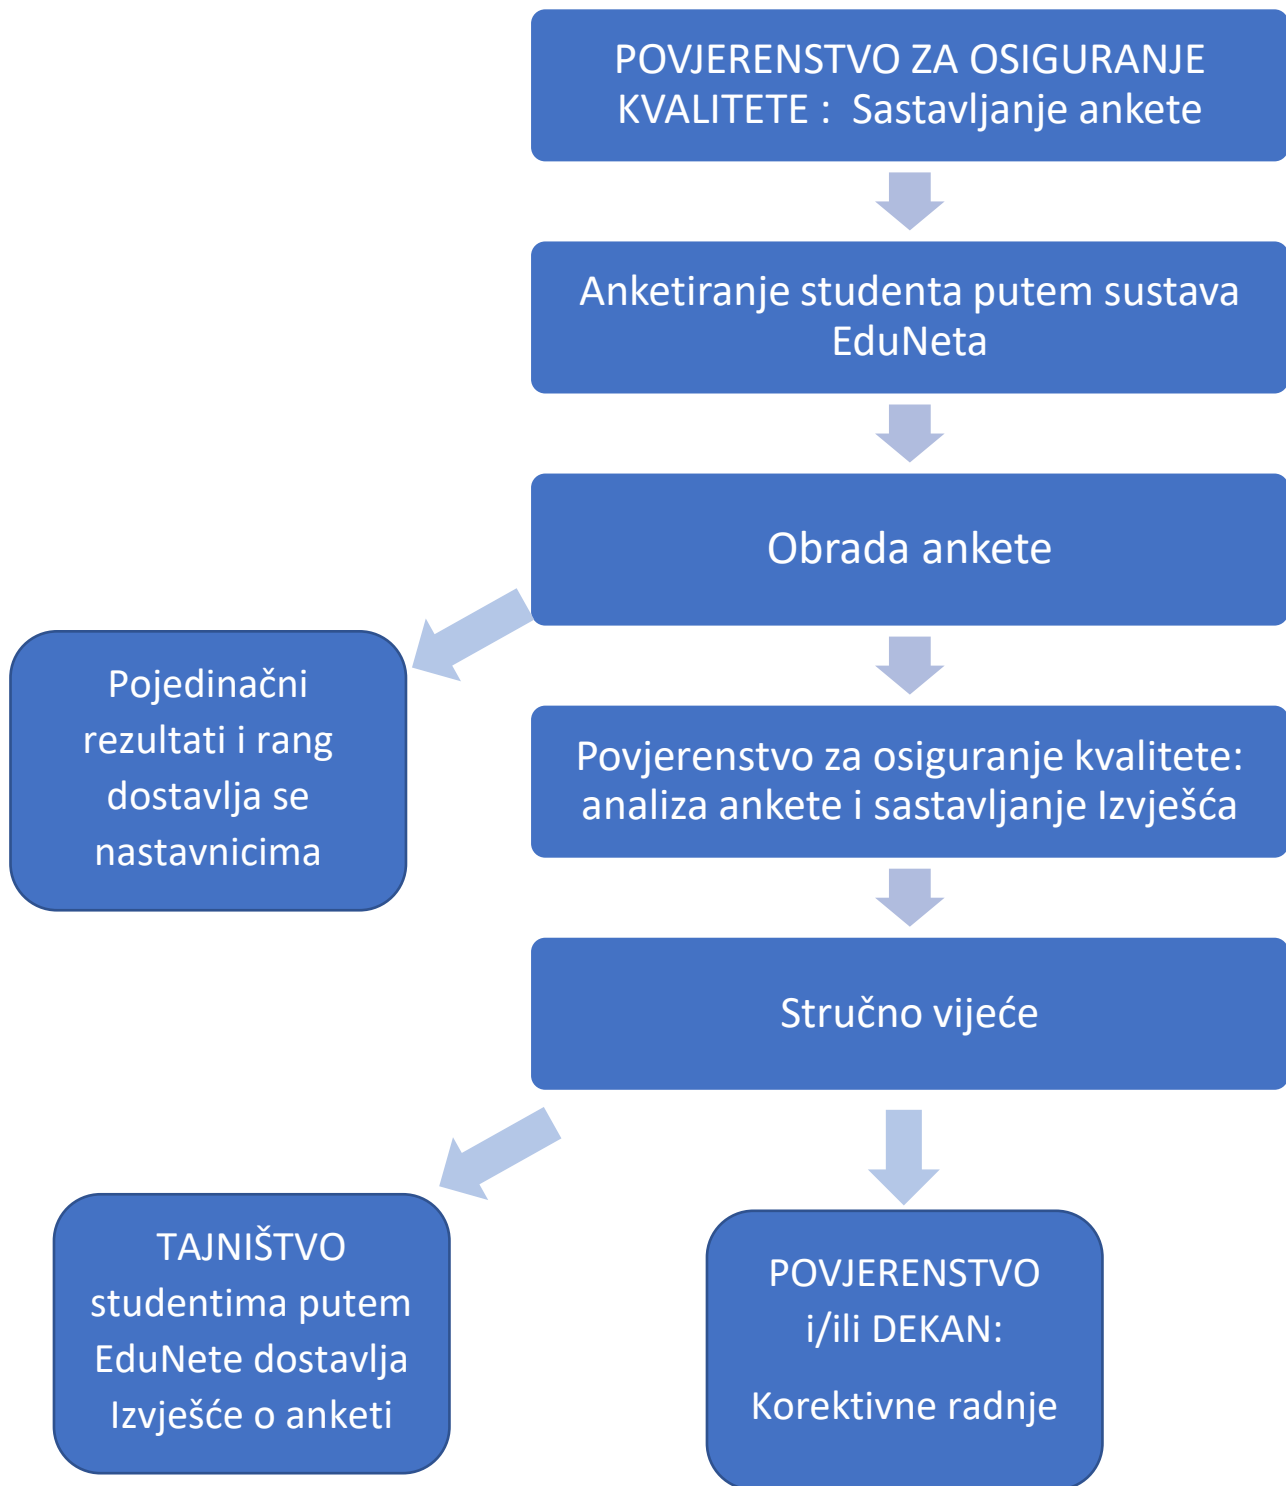 POVJERENSTVO ZA OSIGURANJE
KVALITETE :  Sastavljanje ankete
Anketiranje studenta putem sustava
EduNeta
Obrada ankete
Pojedinačni
rezultati i rang
dostavlja se
nastavnicima
Povjerenstvo za osiguranje kvalitete:
analiza ankete i sastavljanje Izvješća
Stručno vijeće
TAJNIŠTVO
studentima putem
EduNete dostavlja
Izvješće o anketi
POVJERENSTVO
i/ili DEKAN:
Korektivne radnje